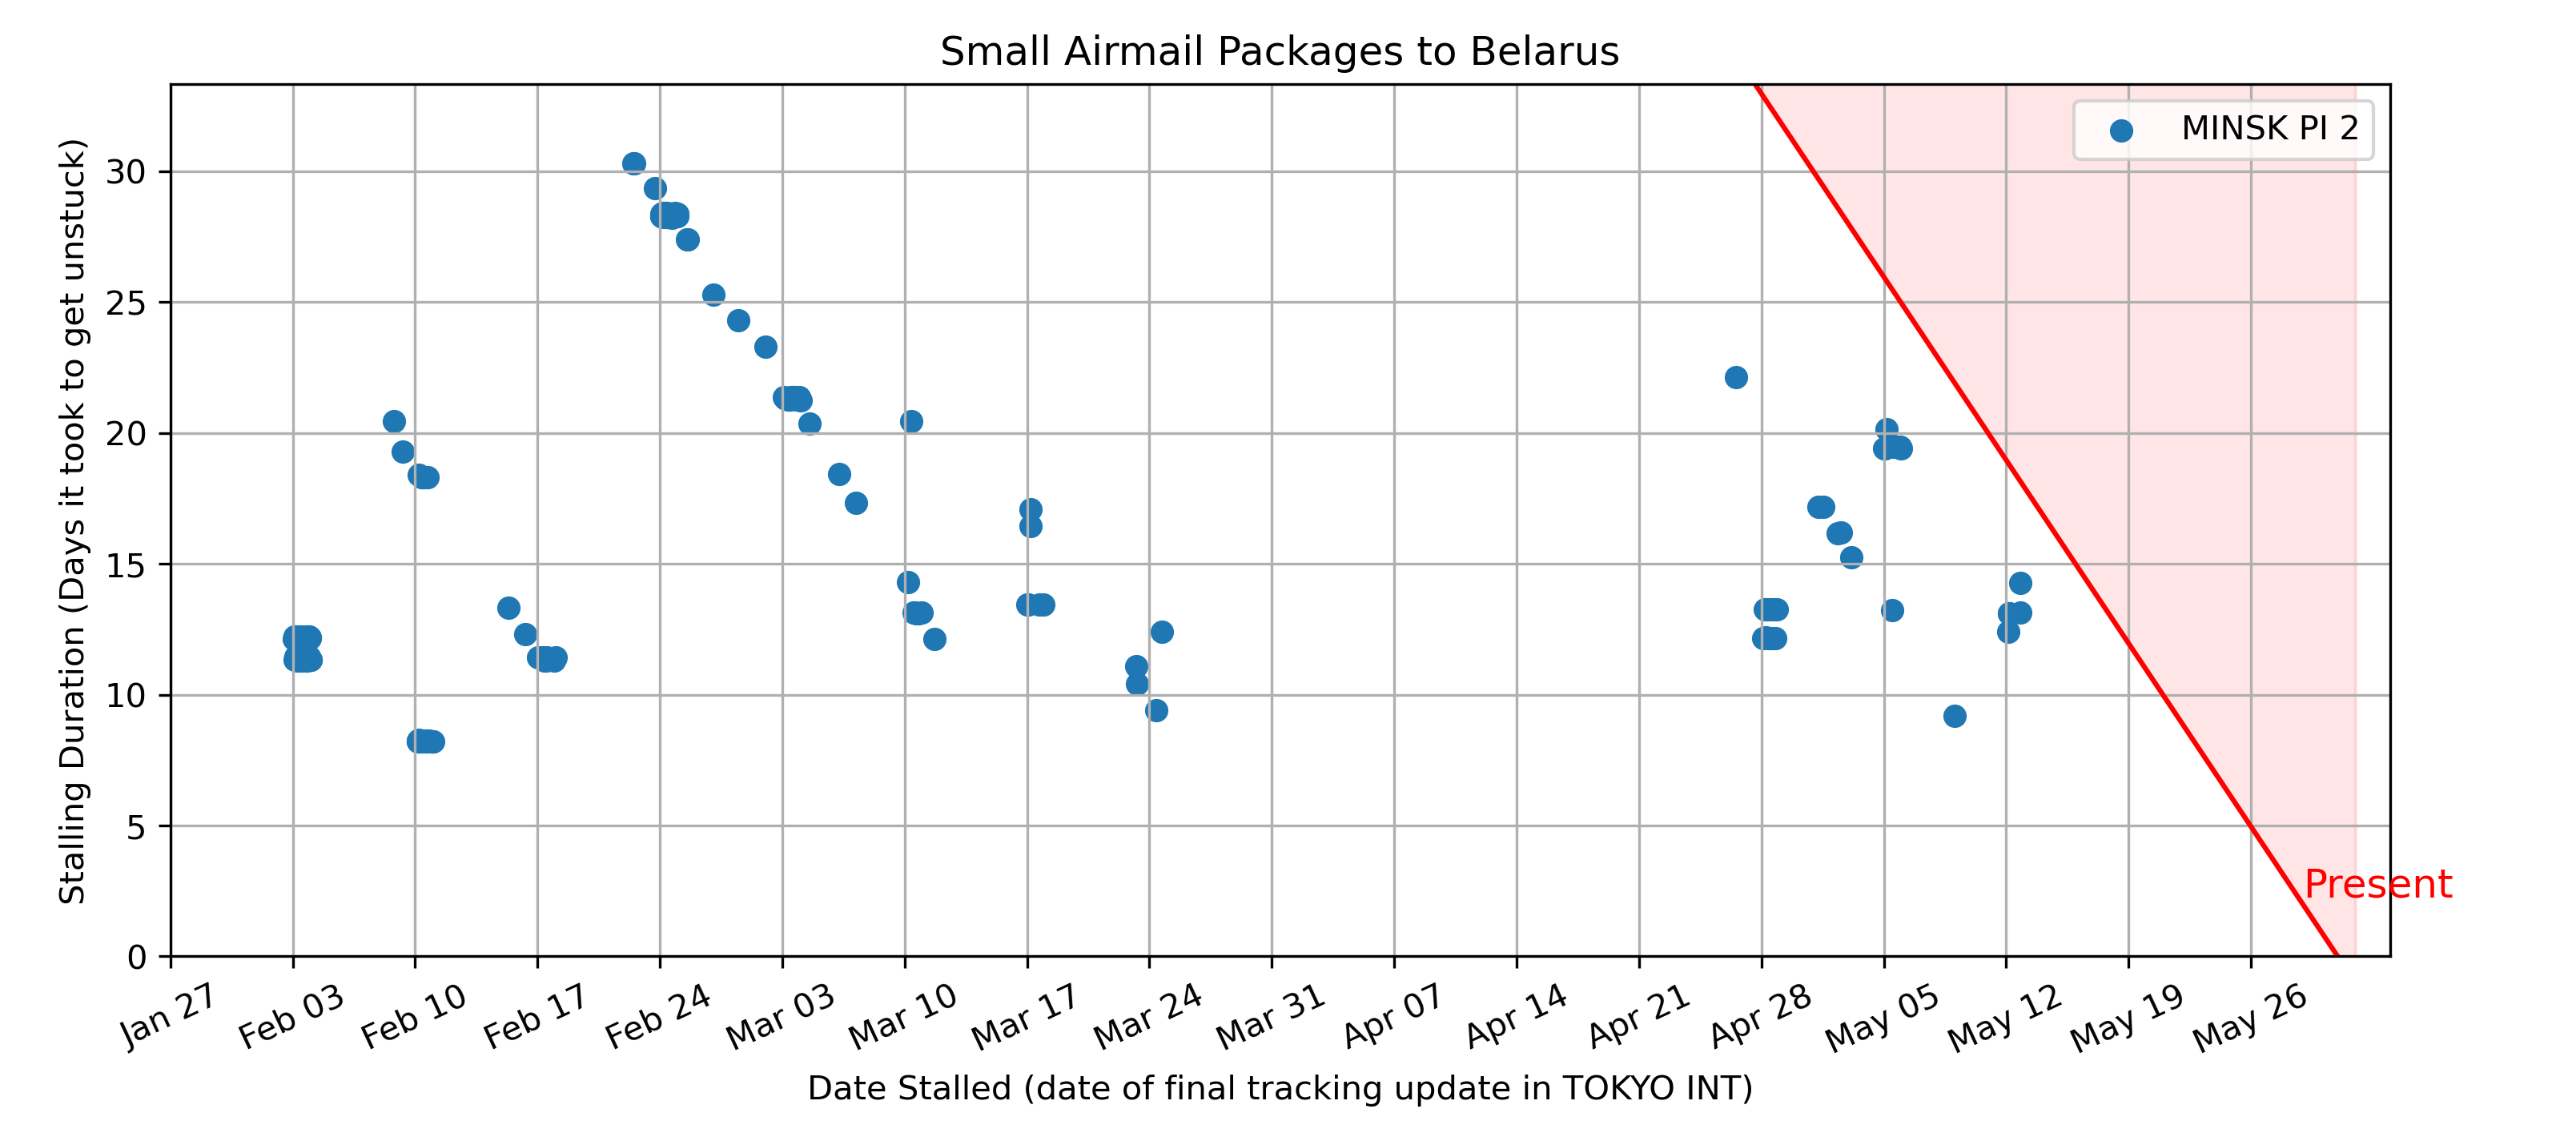 Small Airmail Packages to Belarus
MINSK PI 2
Stalling Duration (Days it took to get unstuck)
30
25
20
15
10
5
0
Present
Jan 27
Feb 03
Feb 10
Feb 17
Feb 24
Mar 03
Mar 10
Mar 17
Mar 24
Mar 31
Apr 07
Apr 14
Apr 21
Apr 28
May 05
May 12
May 19
May 26
Date Stalled (date of final tracking update in TOKYO INT)